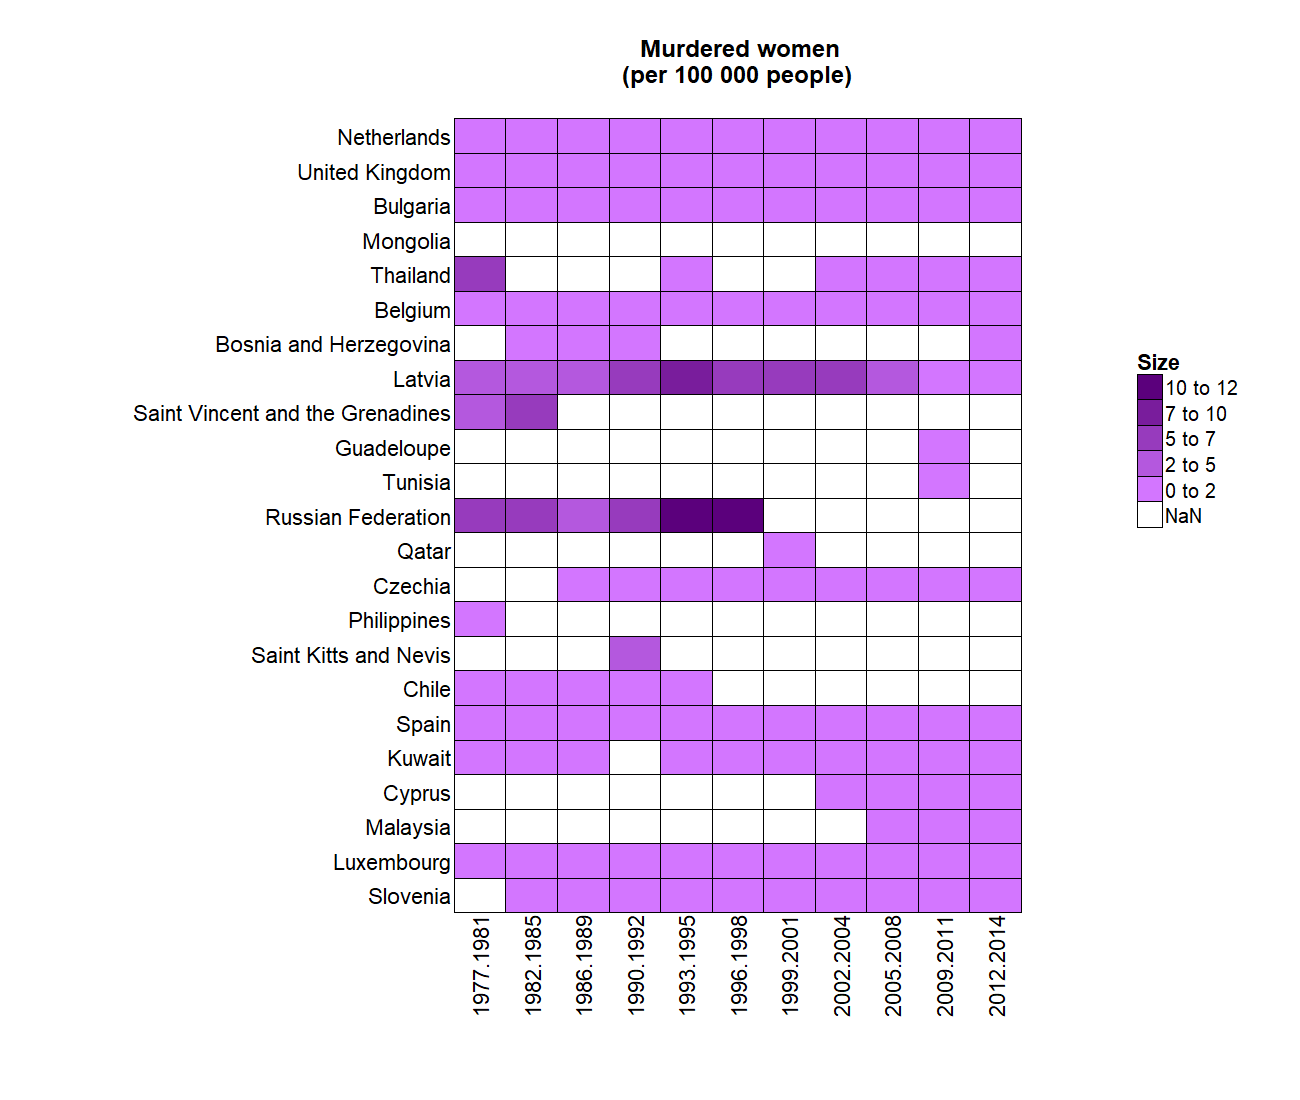 Murdered women
(per 100 000 people)
Netherlands
United Kingdom
Bulgaria
Mongolia
Thailand
Belgium
Bosnia and Herzegovina
Latvia
Saint Vincent and the Grenadines
Guadeloupe
Tunisia
Russian Federation
Qatar
Czechia
Philippines
Saint Kitts and Nevis
Chile
Spain
Kuwait
Cyprus
Malaysia
Luxembourg
Slovenia
1977.1981
1982.1985
1986.1989
1990.1992
1993.1995
1996.1998
1999.2001
2002.2004
2005.2008
2009.2011
2012.2014
Size
10 to 12
7 to 10
5 to 7
2 to 5
0 to 2
NaN